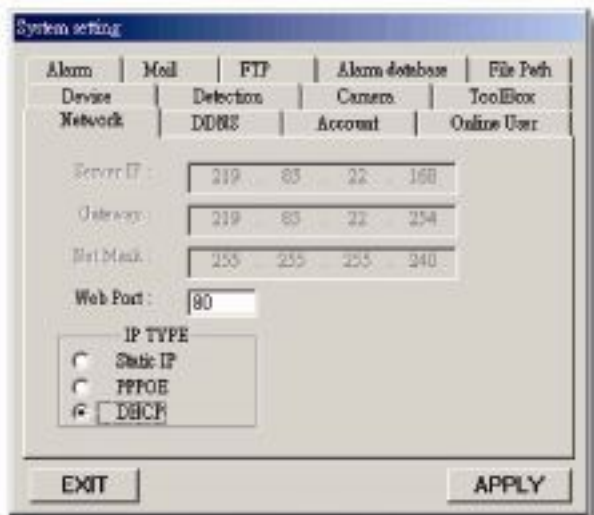 System setting
Alarm Mail FTP Alarm database File Path
Device Detection Camera ToolBox
Network DDNS Account Online User
Server IP : 219 . 83 . 22 . 168
Gateway : 219 . 83 . 22 . 254
Net Mask : 255 . 255 . 255 . 240
Web Port : 80
IP TYPE
Static IP
PPPOE
DHCP
EXIT APPLY